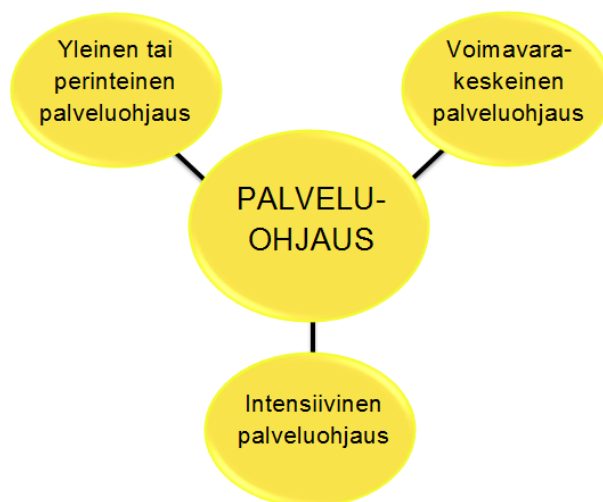 Yleinen tai
perinteinen
palveluohjaus
Voimavara-
keskeinen
palveluohjaus
PALVELU-
OHJAUS
Intensiivinen
palveluohjaus